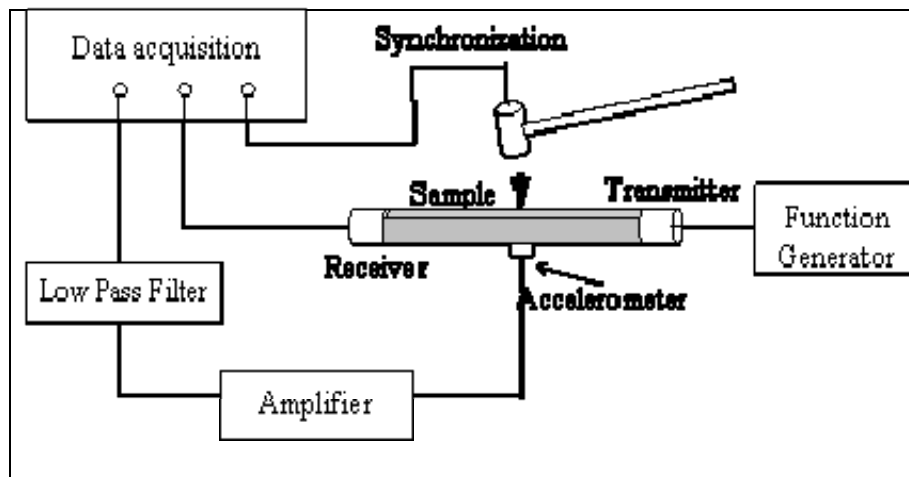 Data acquisition
Synchronization
Sample
Transmitter
Function
Generator
Receiver
Accelerometer
Low Pass Filter
Amplifier